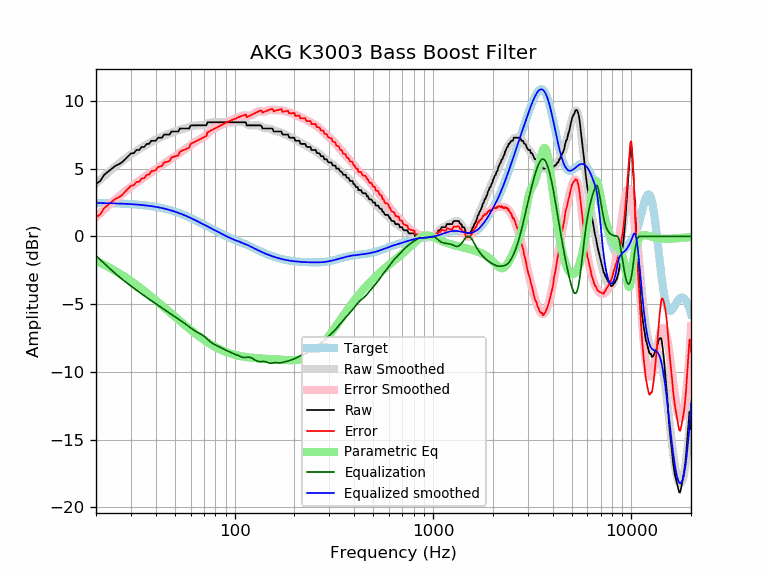 AKG K3003 Bass Boost Filter
Amplitude (dBr)
10
5
0
−5
−10
−15
−20
Target
Raw Smoothed
Error Smoothed
Raw
Error
Parametric Eq
Equalization
Equalized smoothed
100 1000 10000
Frequency (Hz)